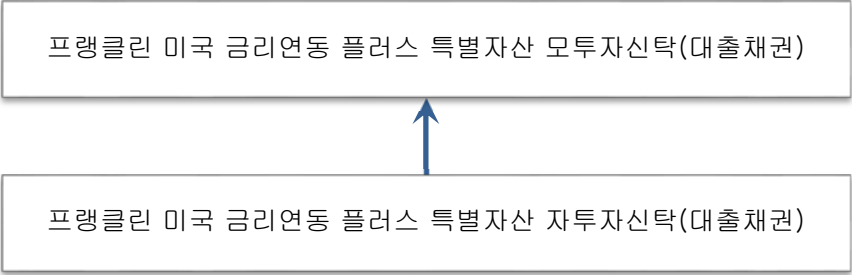 프랭클린 미국 금리연동 플러스 특별자산 모투자신탁(대출채권)
프랭클린 미국 금리연동 플러스 특별자산 자투자신탁(대출채권)